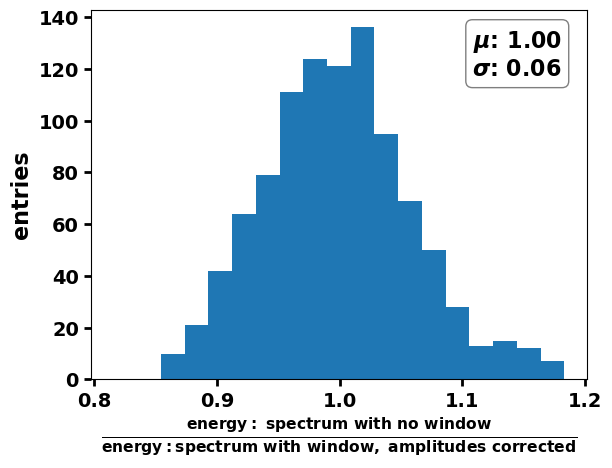 140
120
100
80
60
40
20
0
entries
μ: 1.00
σ: 0.06
0.8 0.9 1.0 1.1 1.2
energy : spectrum with no window
energy : spectrum with window, amplitudes corrected